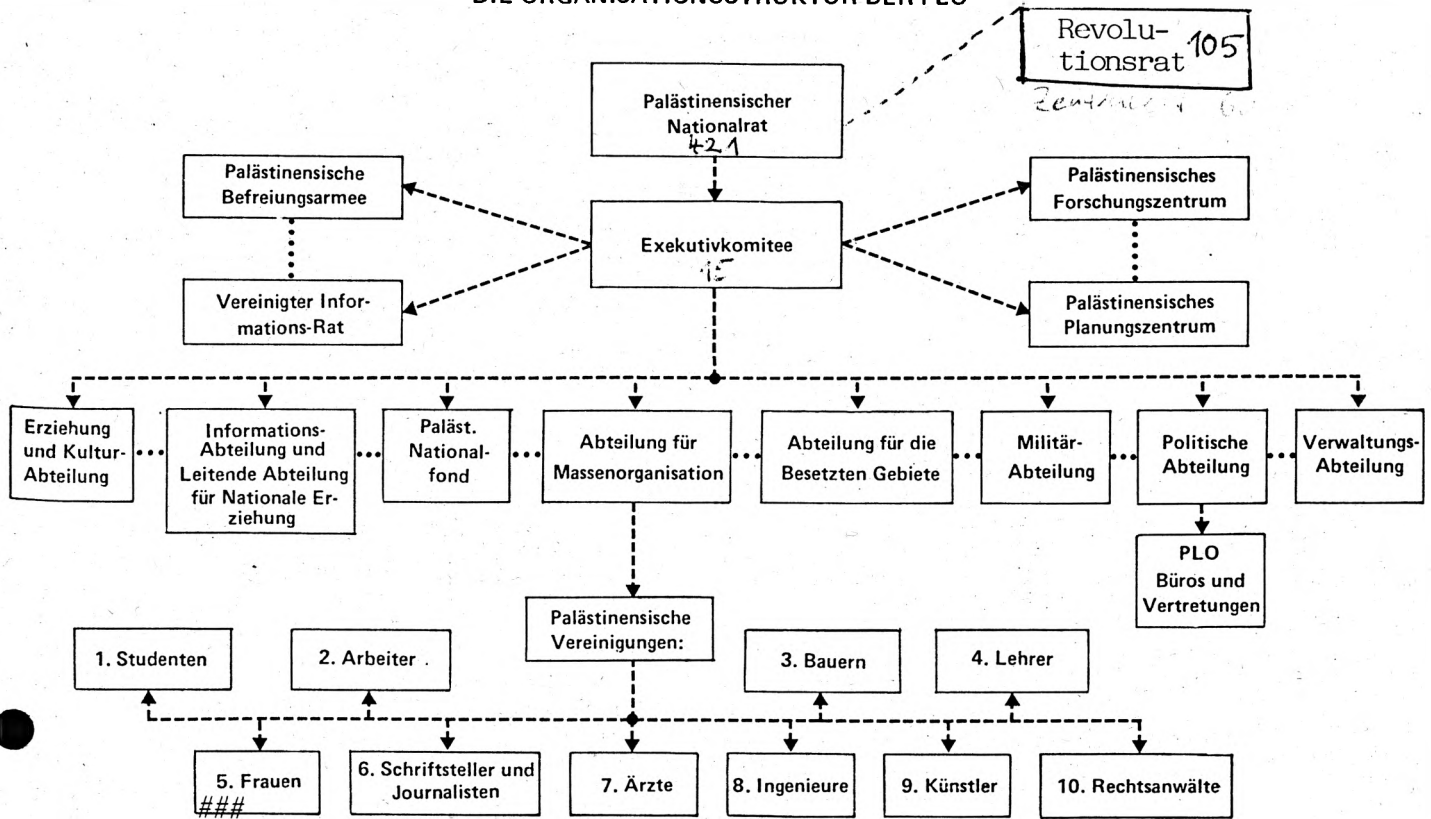 DIE ORGANISATIONSSTRUKTUR DER PLO
Revolu-
tionsrat 105
Palästinensischer
Nationalrat
421
Palästinensische
Befreiungsarmee
Palästinensisches
Forschungszentrum
Exekutivkomitee
15
Vereinigter Infor-
mations-Rat
Palästinensisches
Planungszentrum
Erziehung
und Kultur-
Abteilung
Informations-
Abteilung und
Leitende Abteilung
für Nationale Er-
ziehung
Paläst.
National-
fond
Abteilung für
Massenorganisation
Abteilung für die
Besetzten Gebiete
Militär-
Abteilung
Politische
Abteilung
Verwaltungs-
Abteilung
PLO
Büros und
Vertretungen
Palästinensische
Vereinigungen:
1. Studenten
2. Arbeiter
3. Bauern
4. Lehrer
5. Frauen
###
6. Schriftsteller und
Journalisten
7. Ärzte
8. Ingenieure
9. Künstler
10. Rechtsanwälte